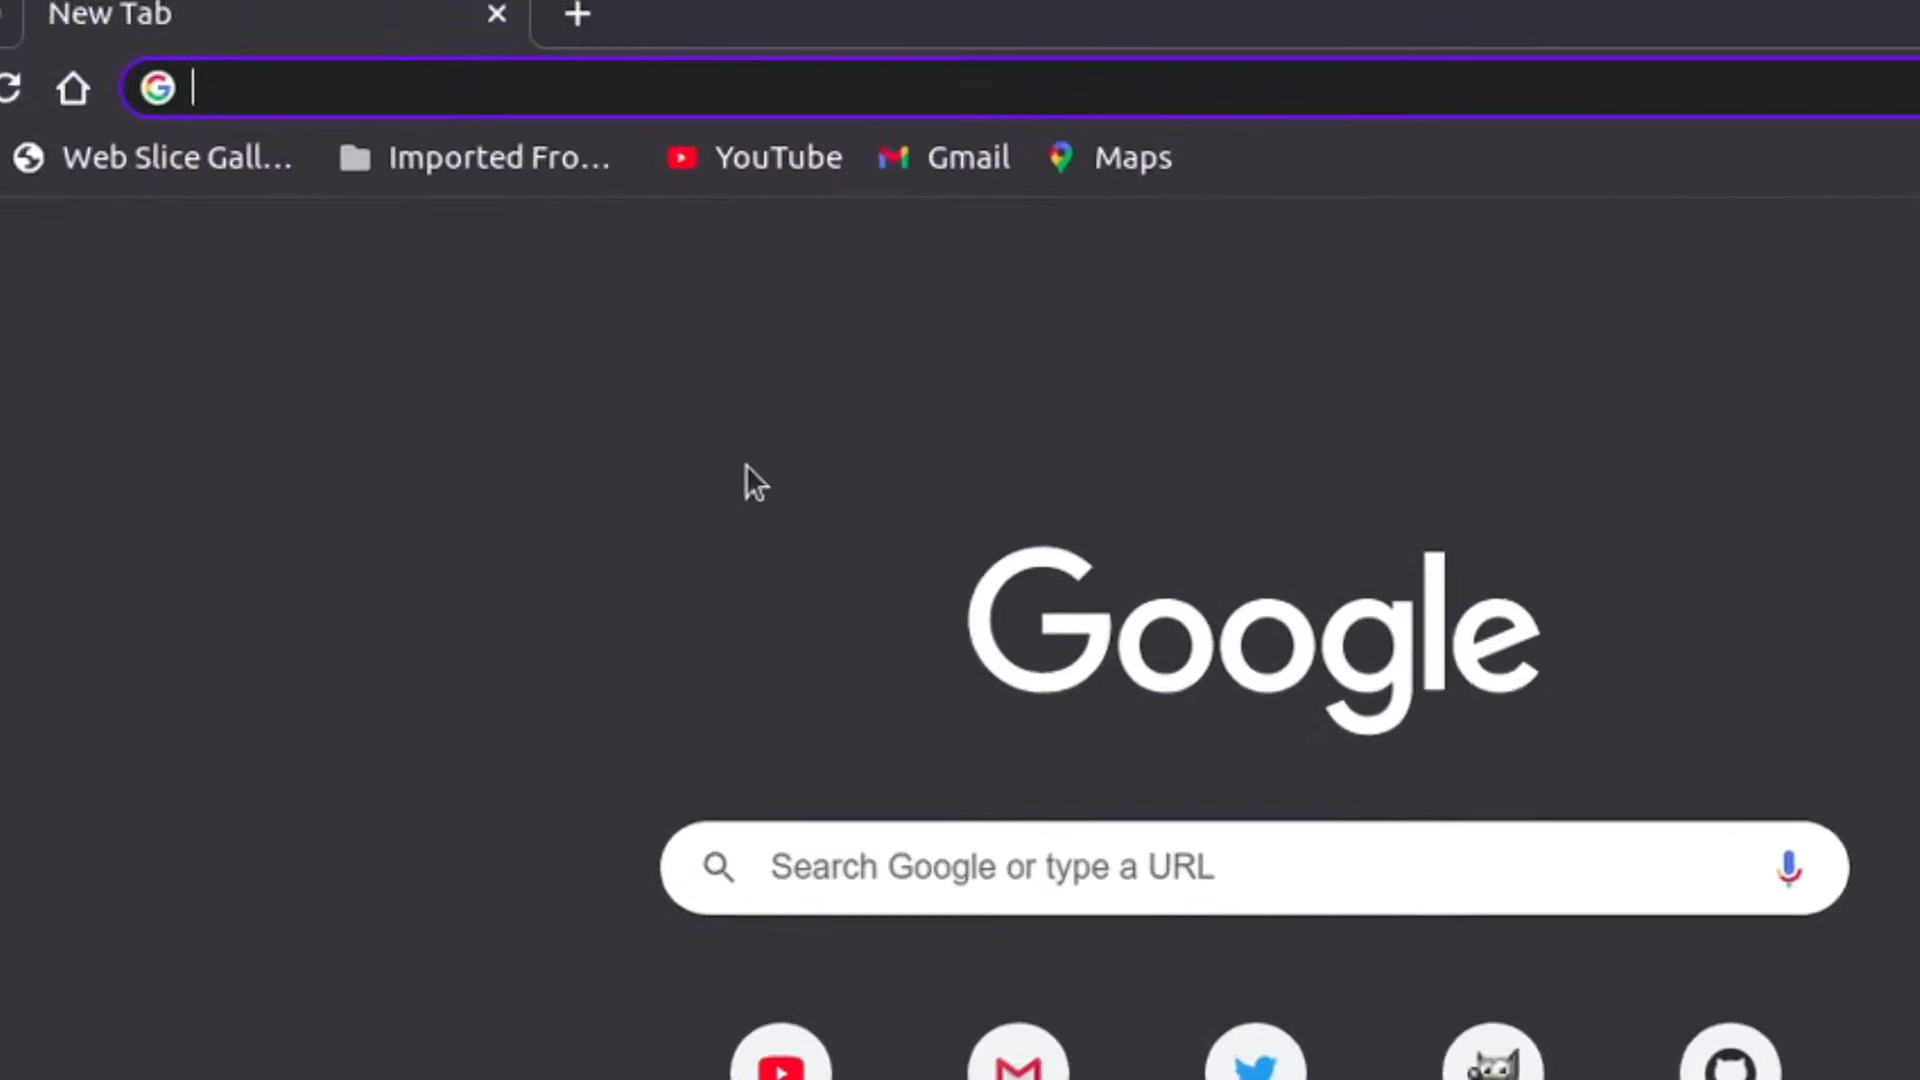 New Tab
Web Slice Gall... Imported Fro... YouTube Gmail Maps
Google
Search Google or type a URL